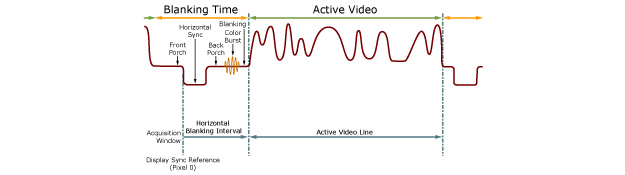 Blanking Time
Active Video
Blanking
Color
Burst
Horizontal
Sync
Front
Porch
Back
Porch
Horizontal
Blanking Interval
Active Video Line
Acquisition
Window
Display Sync Reference
(Pixel 0)